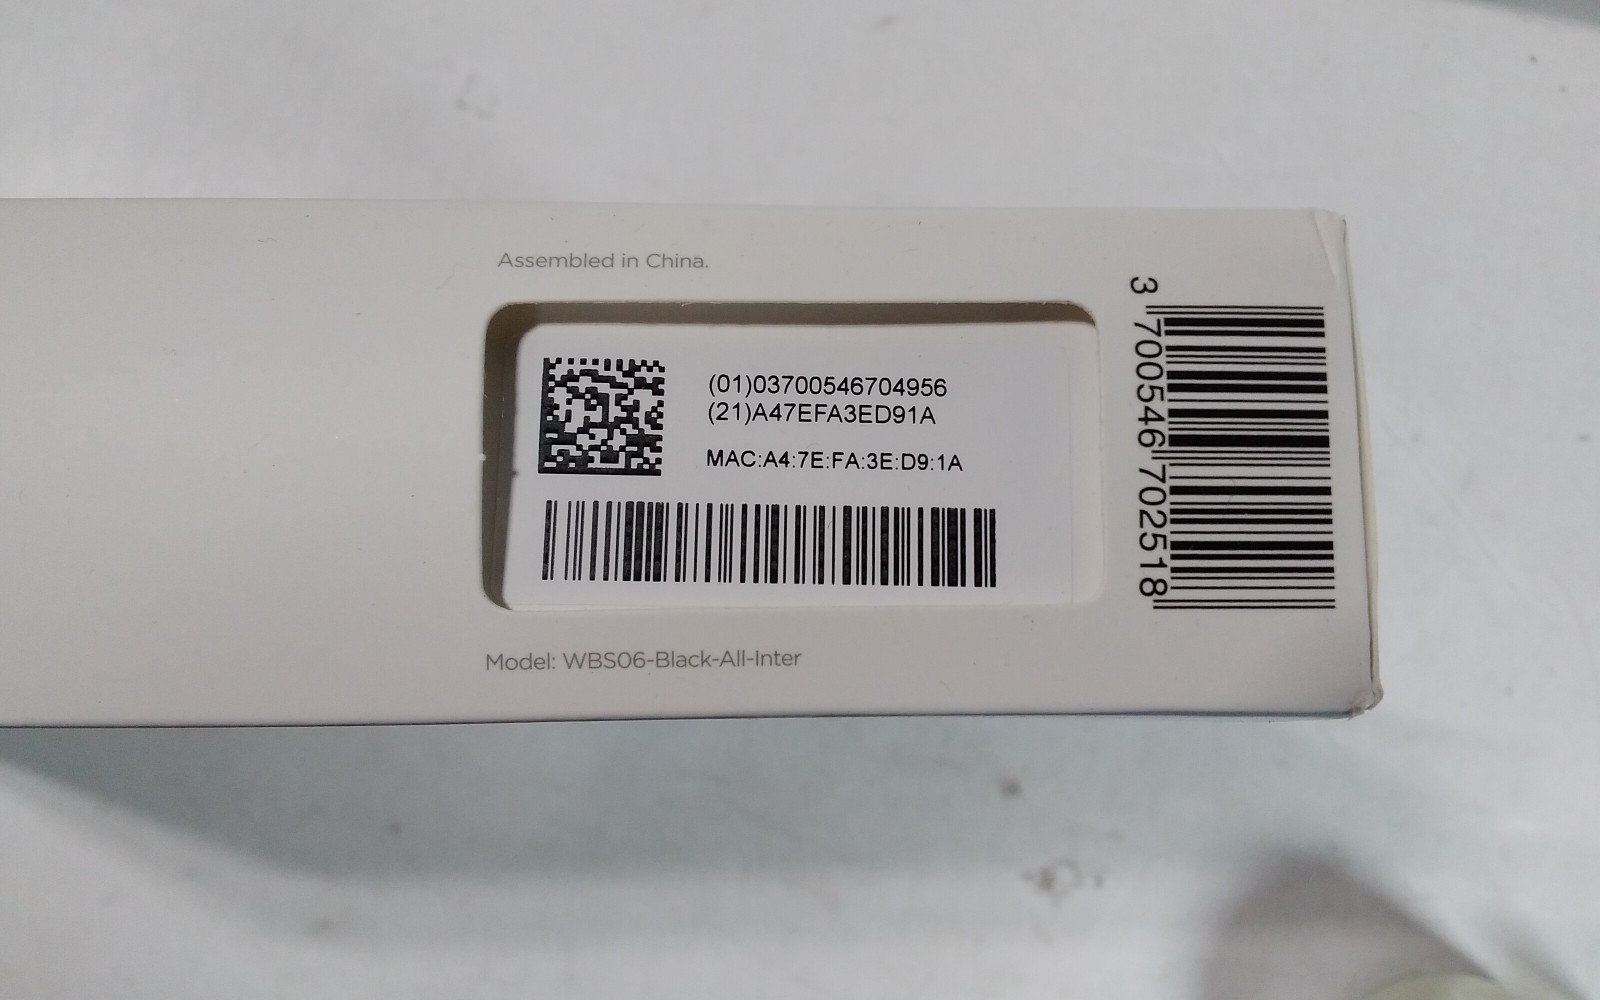 Assembled in China.
(01)03700546704956
(21)A47EFA3ED91A
MAC:A4:7E:FA:3E:D9:1A
Model: WBS06-Black-All-Inter
3 700546 702518